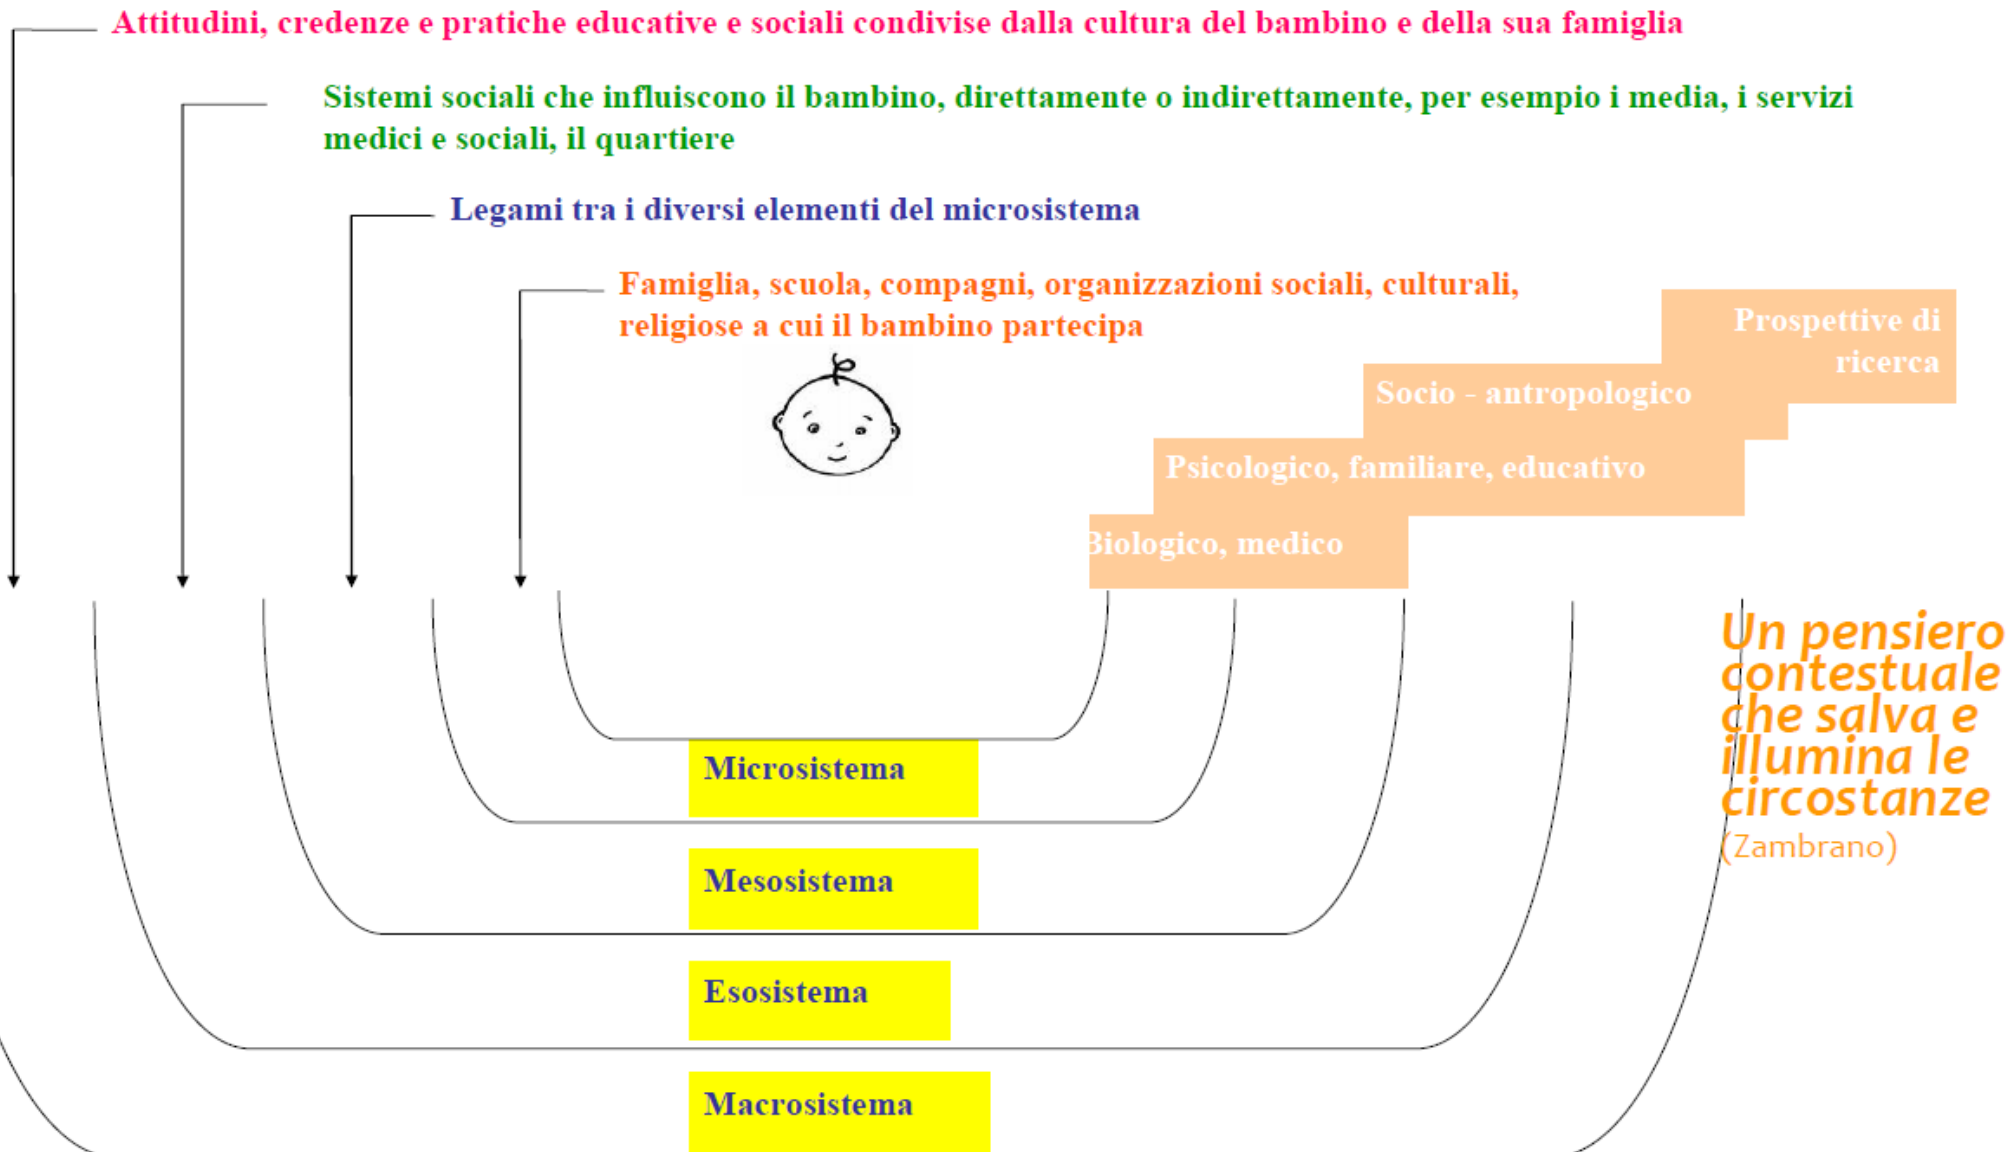 Attitudini, credenze e pratiche educative e sociali condivise dalla cultura del bambino e della sua famiglia
Sistemi sociali che influiscono il bambino, direttamente o indirettamente, per esempio i media, i servizi
medici e sociali, il quartiere
Legami tra i diversi elementi del microsistema
Famiglia, scuola, compagni, organizzazioni sociali, culturali,
religiose a cui il bambino partecipa
Prospettive di
ricerca
Socio - antropologico
Psicologico, familiare, educativo
Biologico, medico
Un pensiero
contestuale
che salva e
illumina le
circostanze
(Zambrano)
Microsistema
Mesosistema
Esosistema
Macrosistema